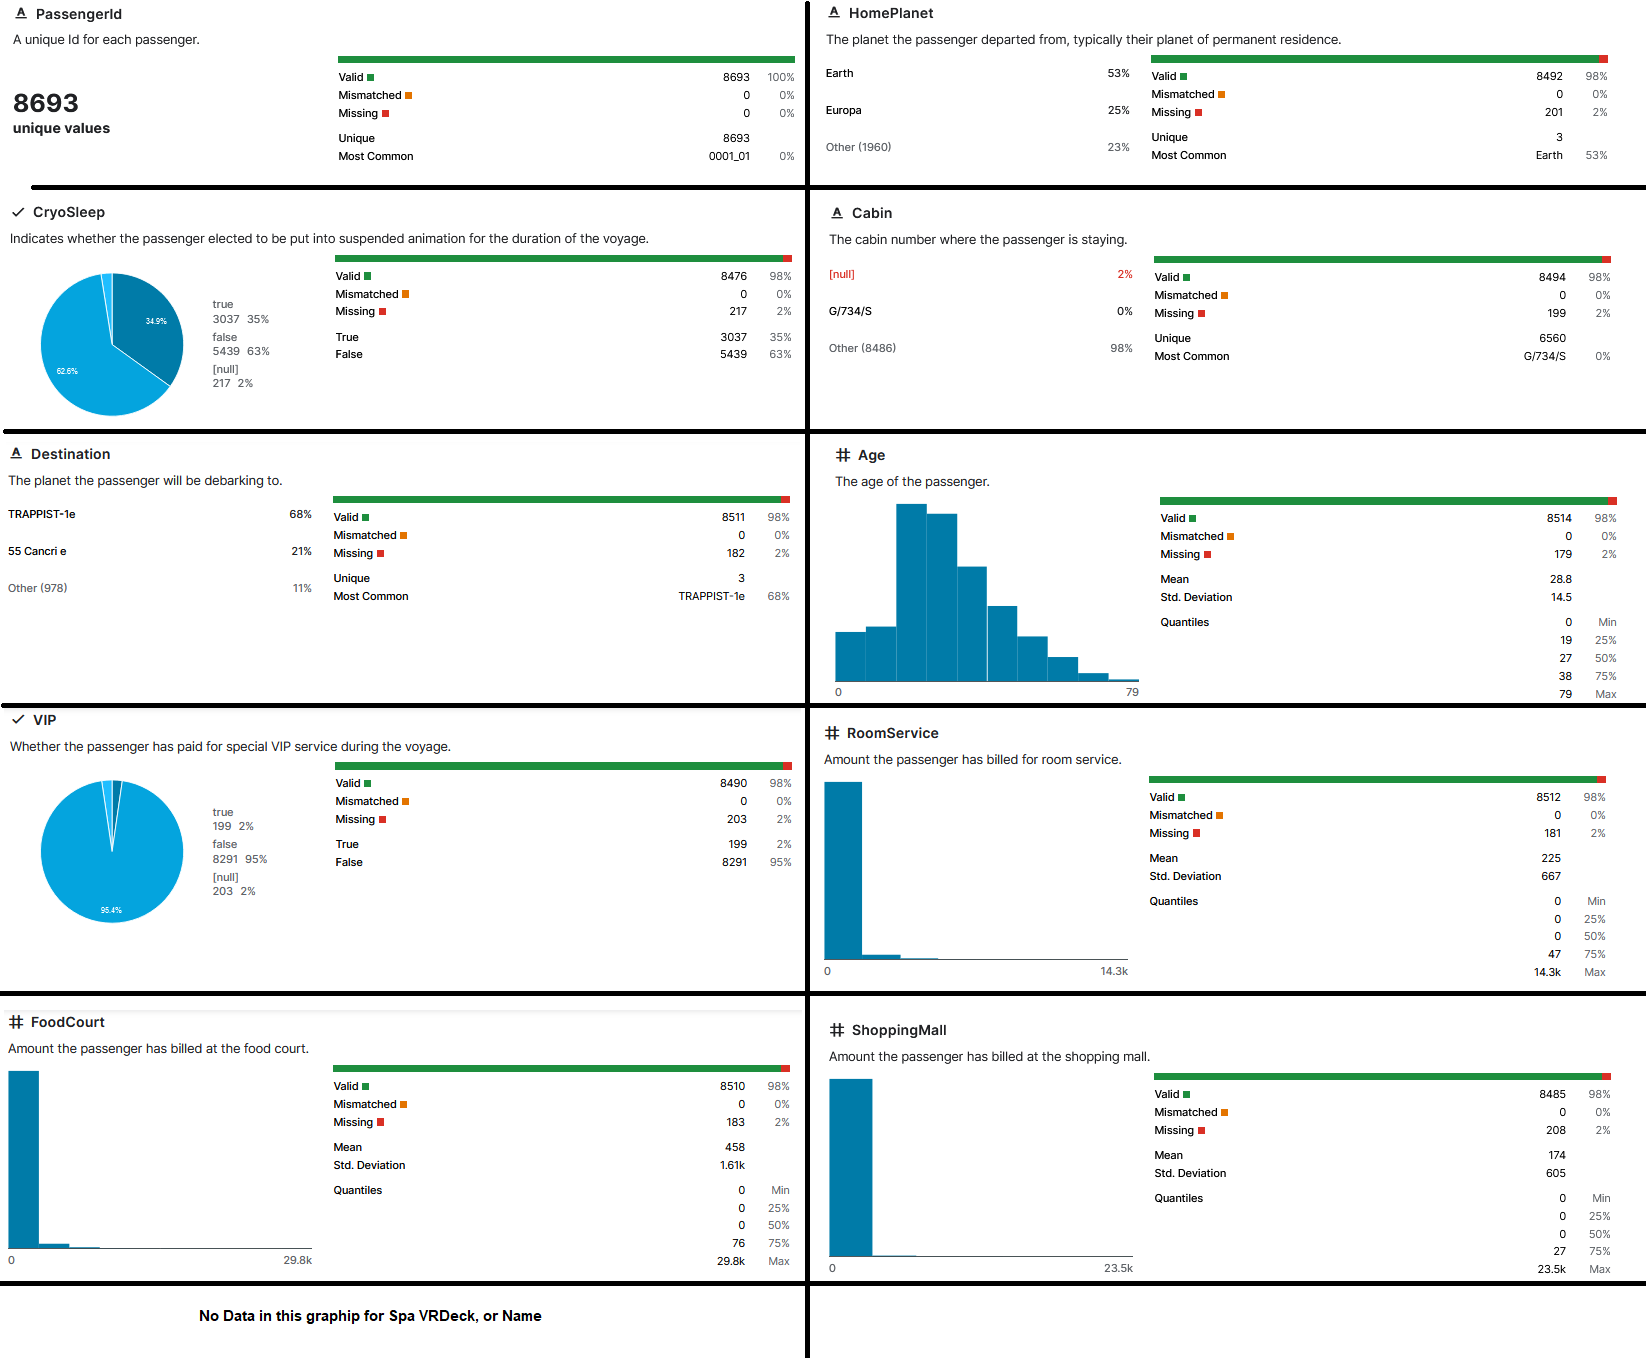 PassengerId
A unique Id for each passenger.
8693
unique values
Valid 8693 100%
Mismatched 0 0%
Missing 0 0%
Unique 8693
Most Common 0001_01 0%
HomePlanet
The planet the passenger departed from, typically their planet of permanent residence.
Earth 53%
Europa 25%
Other (1960) 23%
Valid 8492 98%
Mismatched 0 0%
Missing 201 2%
Unique 3
Most Common Earth 53%
CryoSleep
Indicates whether the passenger elected to be put into suspended animation for the duration of the voyage.
34.9%
62.6%
true
3037 35%
false
5439 63%
[null]
217 2%
Valid 8476 98%
Mismatched 0 0%
Missing 217 2%
True 3037 35%
False 5439 63%
Cabin
The cabin number where the passenger is staying.
[null] 2%
G/734/S 0%
Other (8486) 98%
Valid 8494 98%
Mismatched 0 0%
Missing 199 2%
Unique 6560
Most Common G/734/S 0%
Destination
The planet the passenger will be debarking to.
TRAPPIST-1e 68%
55 Cancri e 21%
Other (978) 11%
Valid 8511 98%
Mismatched 0 0%
Missing 182 2%
Unique 3
Most Common TRAPPIST-1e 68%
Age
The age of the passenger.
0 79
Valid 8514 98%
Mismatched 0 0%
Missing 179 2%
Mean 28.8
Std. Deviation 14.5
Quantiles 0 Min
19 25%
27 50%
38 75%
79 Max
VIP
Whether the passenger has paid for special VIP service during the voyage.
95.4%
true
199 2%
false
8291 95%
[null]
203 2%
Valid 8490 98%
Mismatched 0 0%
Missing 203 2%
True 199 2%
False 8291 95%
RoomService
Amount the passenger has billed for room service.
0 14.3k
Valid 8512 98%
Mismatched 0 0%
Missing 181 2%
Mean 225
Std. Deviation 667
Quantiles 0 Min
0 25%
0 50%
47 75%
14.3k Max
FoodCourt
Amount the passenger has billed at the food court.
0 29.8k
Valid 8510 98%
Mismatched 0 0%
Missing 183 2%
Mean 458
Std. Deviation 1.61k
Quantiles 0 Min
0 25%
0 50%
76 75%
29.8k Max
ShoppingMall
Amount the passenger has billed at the shopping mall.
0 23.5k
Valid 8485 98%
Mismatched 0 0%
Missing 208 2%
Mean 174
Std. Deviation 605
Quantiles 0 Min
0 25%
0 50%
27 75%
23.5k Max
No Data in this graphip for Spa VRDeck, or Name